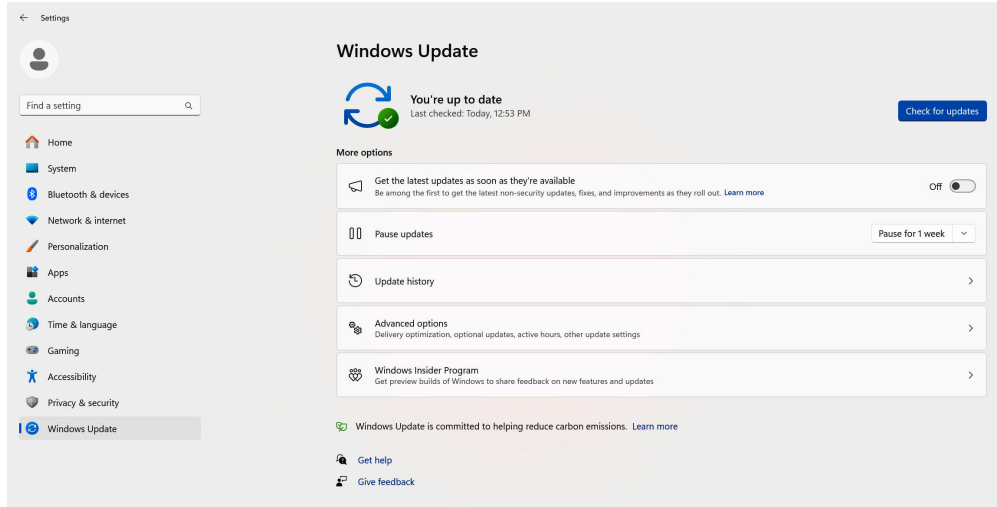 Settings
Find a setting
Home
System
Bluetooth & devices
Network & internet
Personalization
Apps
Accounts
Time & language
Gaming
Accessibility
Privacy & security
Windows Update
Windows Update
You're up to date
Last checked: Today, 12:53 PM
Check for updates
More options
Get the latest updates as soon as they're available
Be among the first to get the latest non-security updates, fixes, and improvements as they roll out. Learn more
Off
Pause updates
Pause for 1 week
Update history
Advanced options
Delivery optimization, optional updates, active hours, other update settings
Windows Insider Program
Get preview builds of Windows to share feedback on new features and updates
Windows Update is committed to helping reduce carbon emissions. Learn more
Get help
Give feedback